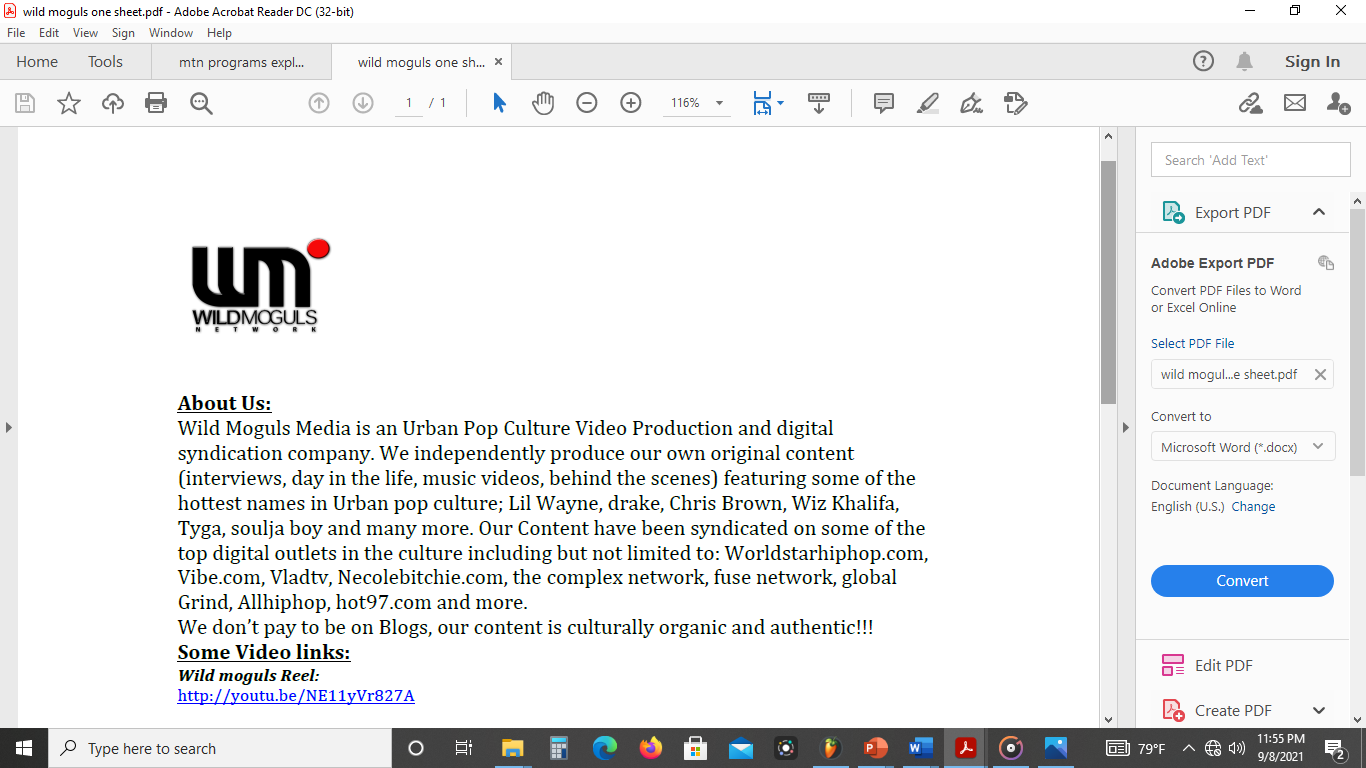 wild moguls one sheet.pdf - Adobe Acrobat Reader DC (32-bit)
File Edit View Sign Window Help
Home Tools mtn programs expl... wild moguls one sh... Sign In
1 / 1 116%
Search 'Add Text'
Export PDF
Adobe Export PDF
Convert PDF Files to Word
or Excel Online
Select PDF File
wild mogul...e sheet.pdf
Convert to
Microsoft Word (*.docx)
Document Language:
English (U.S.) Change
Convert
Edit PDF
Create PDF
wm
WILDMOGULS
NETWORK
About Us:
Wild Moguls Media is an Urban Pop Culture Video Production and digital
syndication company. We independently produce our own original content
(interviews, day in the life, music videos, behind the scenes) featuring some of the
hottest names in Urban pop culture; Lil Wayne, drake, Chris Brown, Wiz Khalifa,
Tyga, soulja boy and many more. Our Content have been syndicated on some of the
top digital outlets in the culture including but not limited to: Worldstarhiphop.com,
Vibe.com, Vladtv, Necolebitchie.com, the complex network, fuse network, global
Grind, Allhiphop, hot97.com and more.
We don’t pay to be on Blogs, our content is culturally organic and authentic!!!
Some Video links:
Wild moguls Reel:
http://youtu.be/NE11yVr827A
Type here to search
79°F
11:55 PM
9/8/2021
2